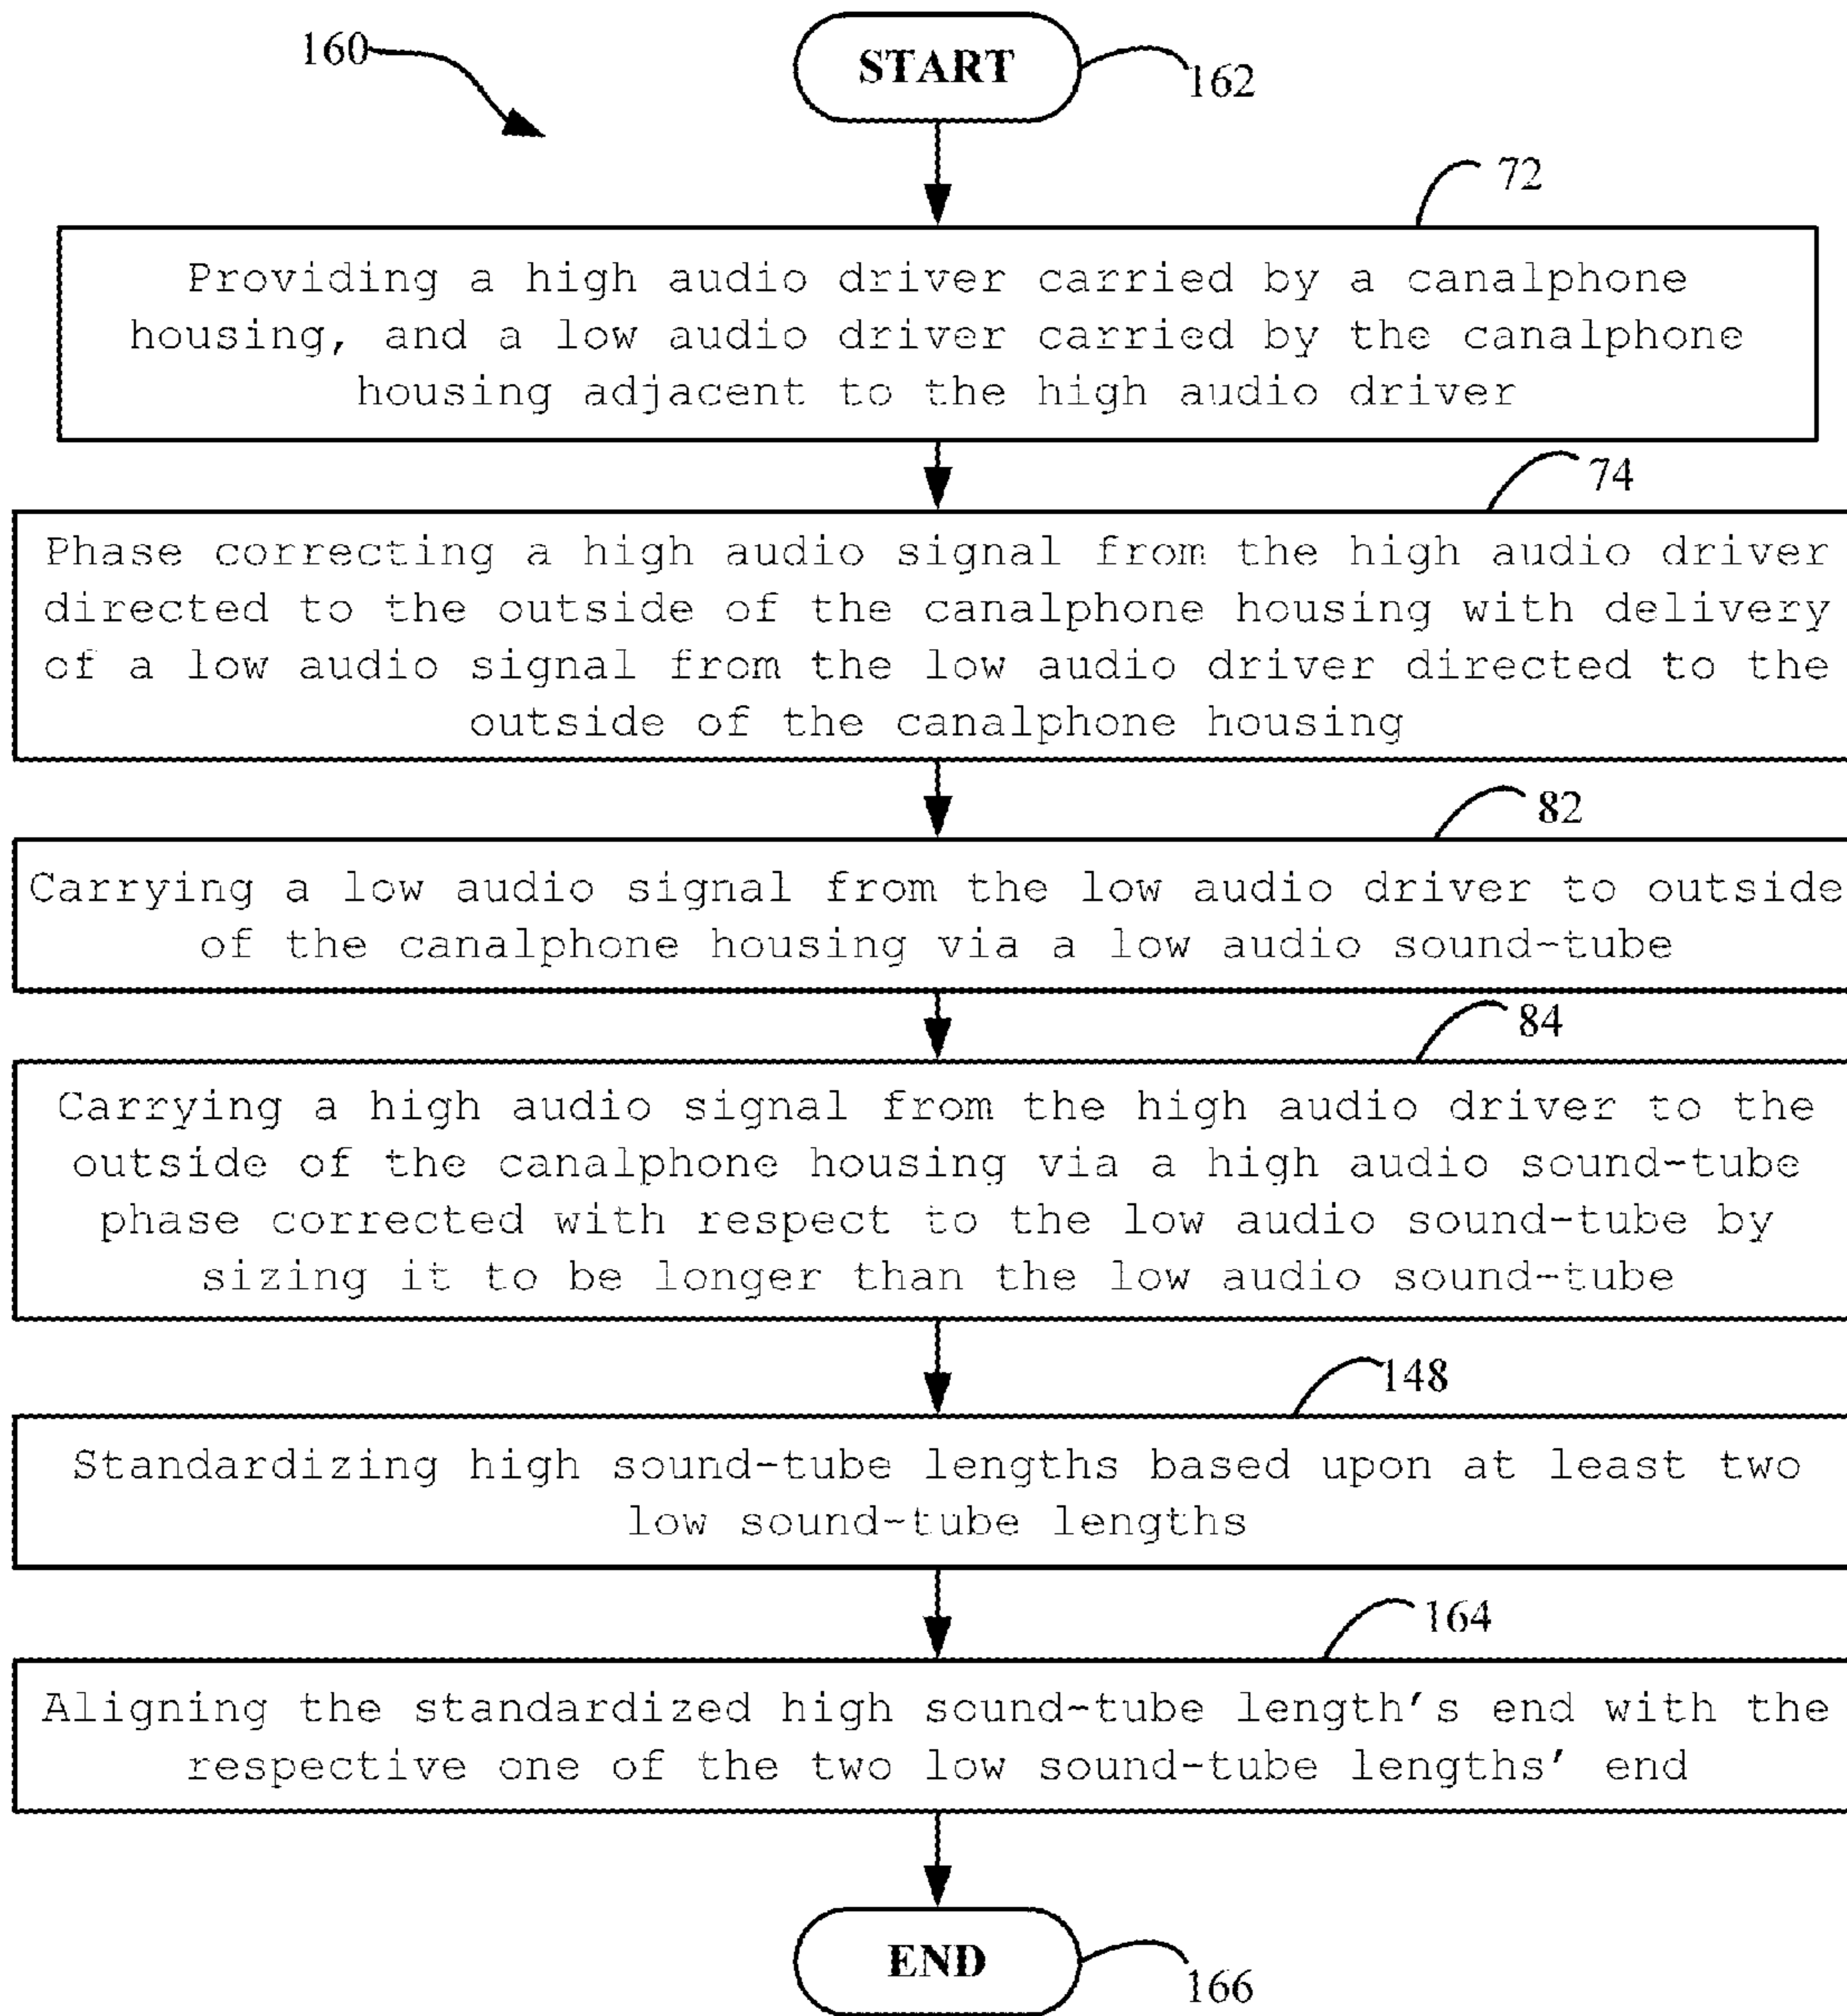 160
START
162
72
Providing a high audio driver carried by a canalphone
housing, and a low audio driver carried by the canalphone
housing adjacent to the high audio driver
74
Phase correcting a high audio signal from the high audio driver
directed to the outside of the canalphone housing with delivery
of a low audio signal from the low audio driver directed to the
outside of the canalphone housing
82
Carrying a low audio signal from the low audio driver to outside
of the canalphone housing via a low audio sound-tube
84
Carrying a high audio signal from the high audio driver to the
outside of the canalphone housing via a high audio sound-tube
phase corrected with respect to the low audio sound-tube by
sizing it to be longer than the low audio sound-tube
148
Standardizing high sound-tube lengths based upon at least two
low sound-tube lengths
164
Aligning the standardized high sound-tube length's end with the
respective one of the two low sound-tube lengths' end
END
166